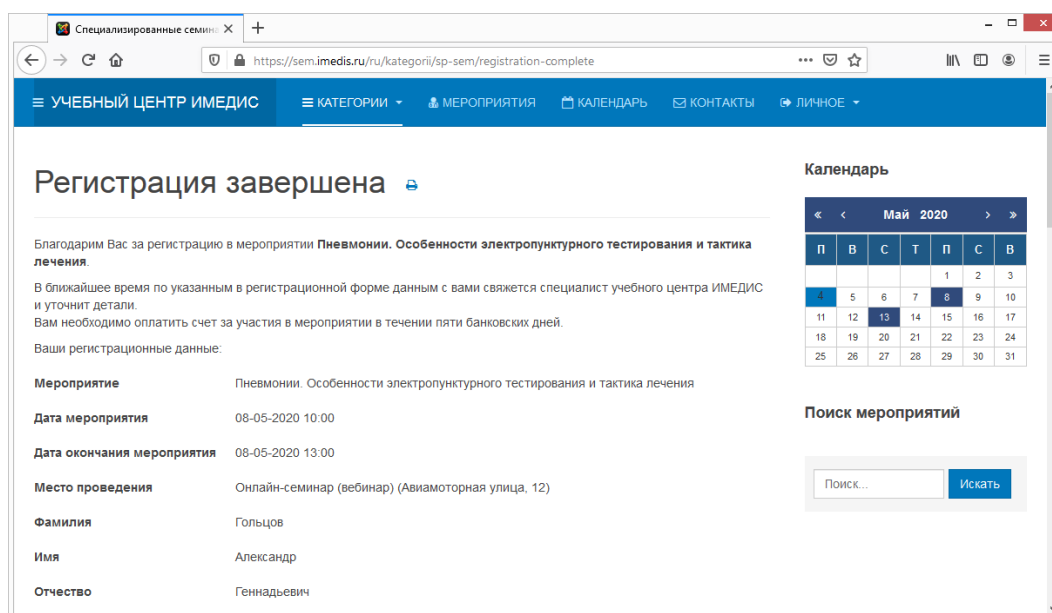 Специализированные семина
https://sem.imedis.ru/ru/kategorii/sp-sem/registration-complete
УЧЕБНЫЙ ЦЕНТР ИМЕДИС КАТЕГОРИИ МЕРОПРИЯТИЯ КАЛЕНДАРЬ КОНТАКТЫ ЛИЧНОЕ
Регистрация завершена
Благодарим Вас за регистрацию в мероприятии Пневмонии. Особенности электропунктурного тестирования и тактика
лечения.
В ближайшее время по указанным в регистрационной форме данным с вами свяжется специалист учебного центра ИМЕДИС
и уточнит детали.
Вам необходимо оплатить счет за участия в мероприятии в течении пяти банковских дней.
Ваши регистрационные данные:
Мероприятие Пневмонии. Особенности электропунктурного тестирования и тактика лечения
Дата мероприятия 08-05-2020 10:00
Дата окончания мероприятия 08-05-2020 13:00
Место проведения Онлайн-семинар (вебинар) (Авиамоторная улица, 12)
Фамилия Гольцов
Имя Александр
Отчество Геннадьевич
Календарь
« ‹ Май 2020 › »
П В С Т П С В
1 2 3
4 5 6 7 8 9 10
11 12 13 14 15 16 17
18 19 20 21 22 23 24
25 26 27 28 29 30 31
Поиск мероприятий
Поиск... Искать